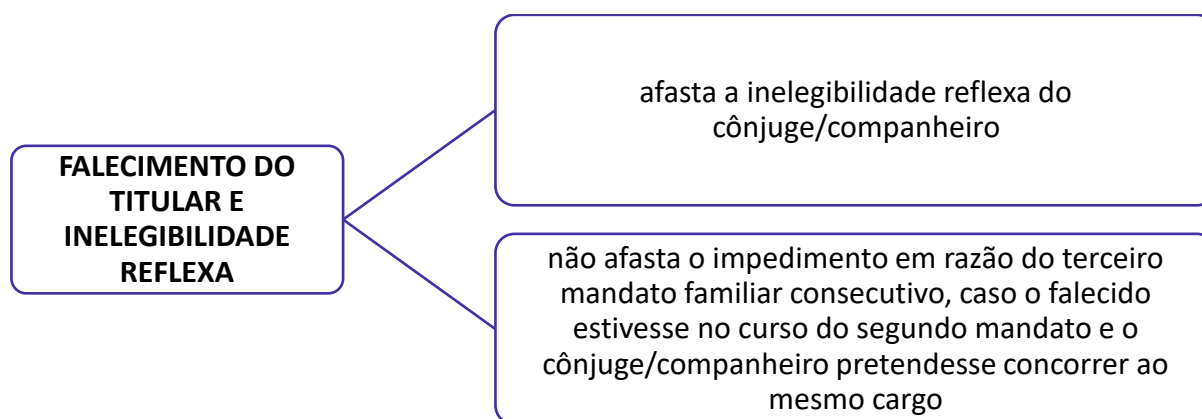 FALECIMENTO DO
TITULAR E
INELEGIBILIDADE
REFLEXA
afasta a inelegibilidade reflexa do
cônjuge/companheiro
não afasta o impedimento em razão do terceiro
mandato familiar consecutivo, caso o falecido
estivesse no curso do segundo mandato e o
cônjuge/companheiro pretendesse concorrer ao
mesmo cargo